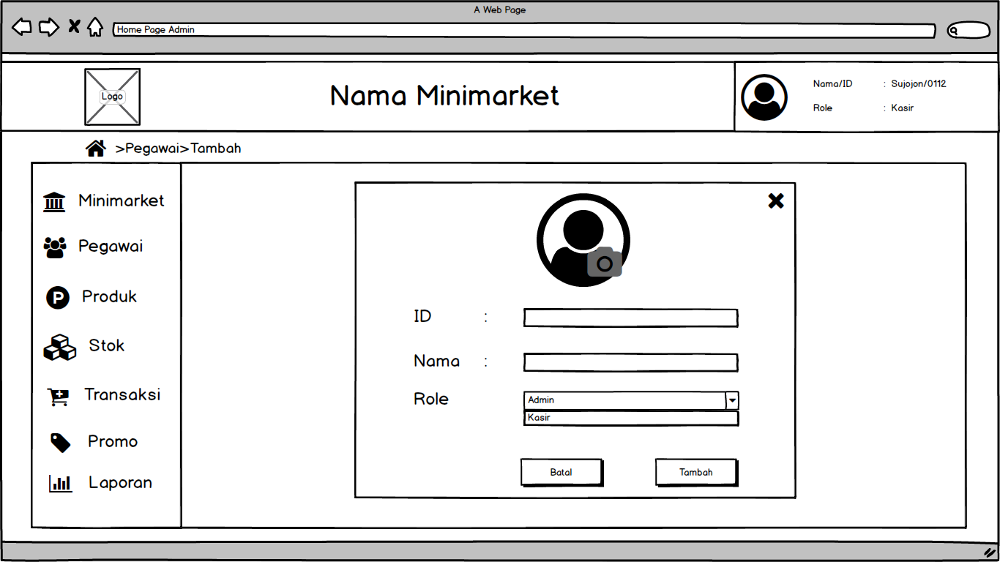 A Web Page
Home Page Admin
Logo
Nama Minimarket
Nama/ID : Sujojon/0112
Role : Kasir
>Pegawai>Tambah
Minimarket
Pegawai
P Produk
Stok
Transaksi
Promo
Laporan
ID :
Nama :
Role
Admin
Kasir
Batal
Tambah